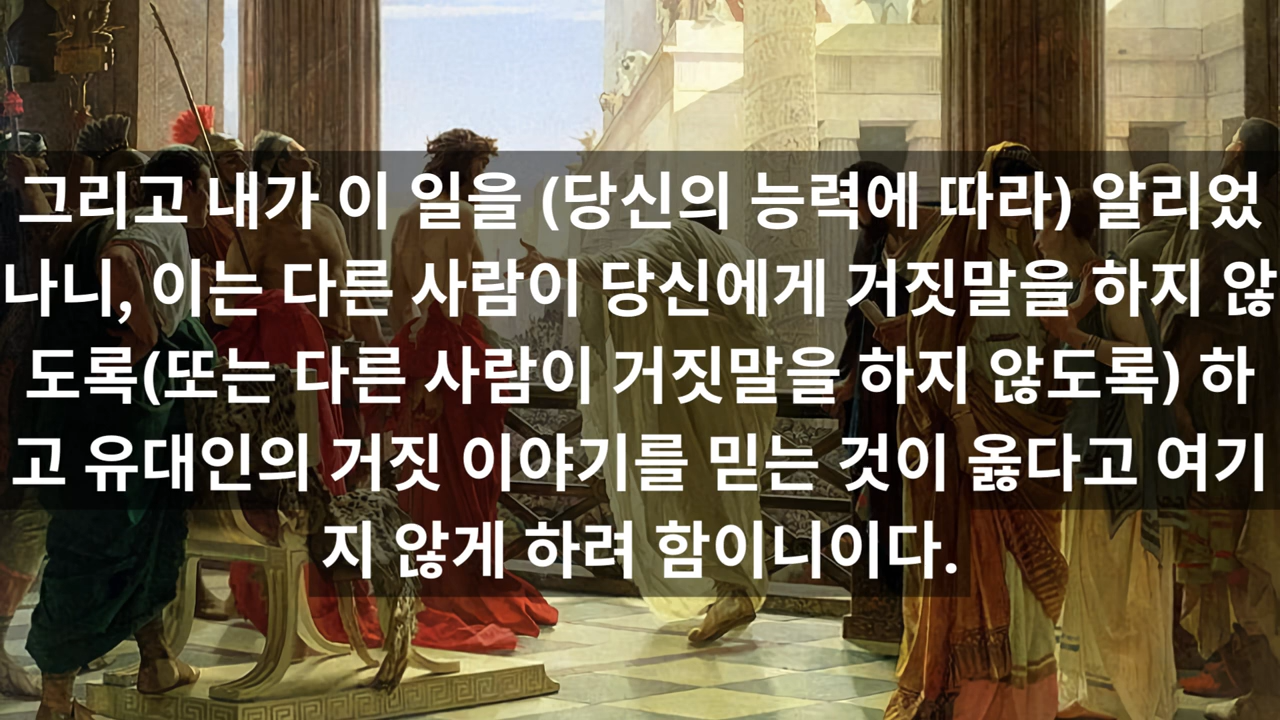 그리고 내가 이 일을 (당신의 능력에 따라) 알리었
나니, 이는 다른 사람이 당신에게 거짓말을 하지 않
도록(또는 다른 사람이 거짓말을 하지 않도록) 하
고 유대인의 거짓 이야기를 믿는 것이 옳다고 여기
지 않게 하려 함이니이다.